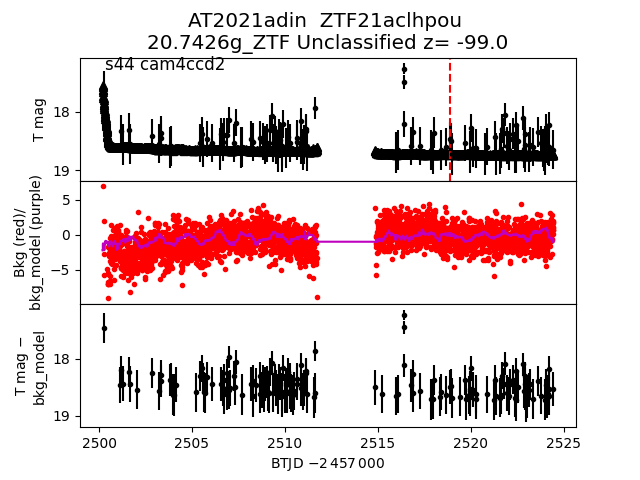 AT2021adin  ZTF21aclhpou
20.7426g_ZTF Unclassified z= -99.0
s44 cam4ccd2
T mag
18
19
Bkg (red)/
bkg_model (purple)
5
0
−5
T mag −
bkg_model
18
19
2500
2505
2510
2515
2520
2525
BTJD −2 457 000